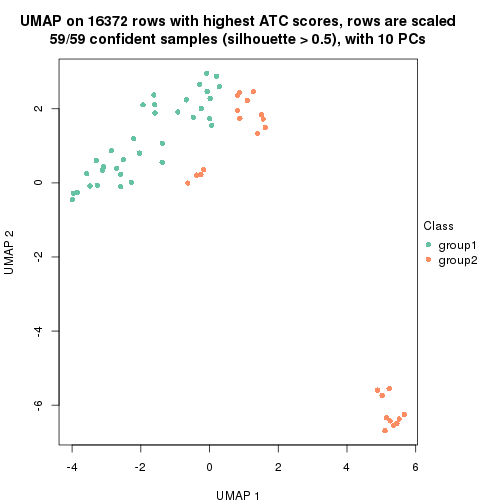 UMAP on 16372 rows with highest ATC scores, rows are scaled
59/59 confident samples (silhouette > 0.5), with 10 PCs
UMAP 2
2
0
-2
-4
-6
-4
-2
0
2
4
6
UMAP 1
Class
group1
group2